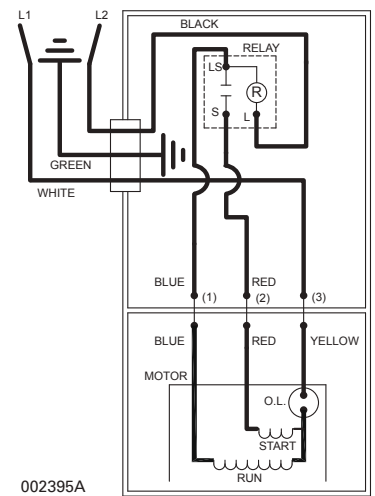 L1
L2
BLACK
RELAY
LS
R
S
L
GREEN
WHITE
BLUE
RED
(1)
(2)
(3)
BLUE
RED
YELLOW
MOTOR
O.L.
START
RUN
002395A